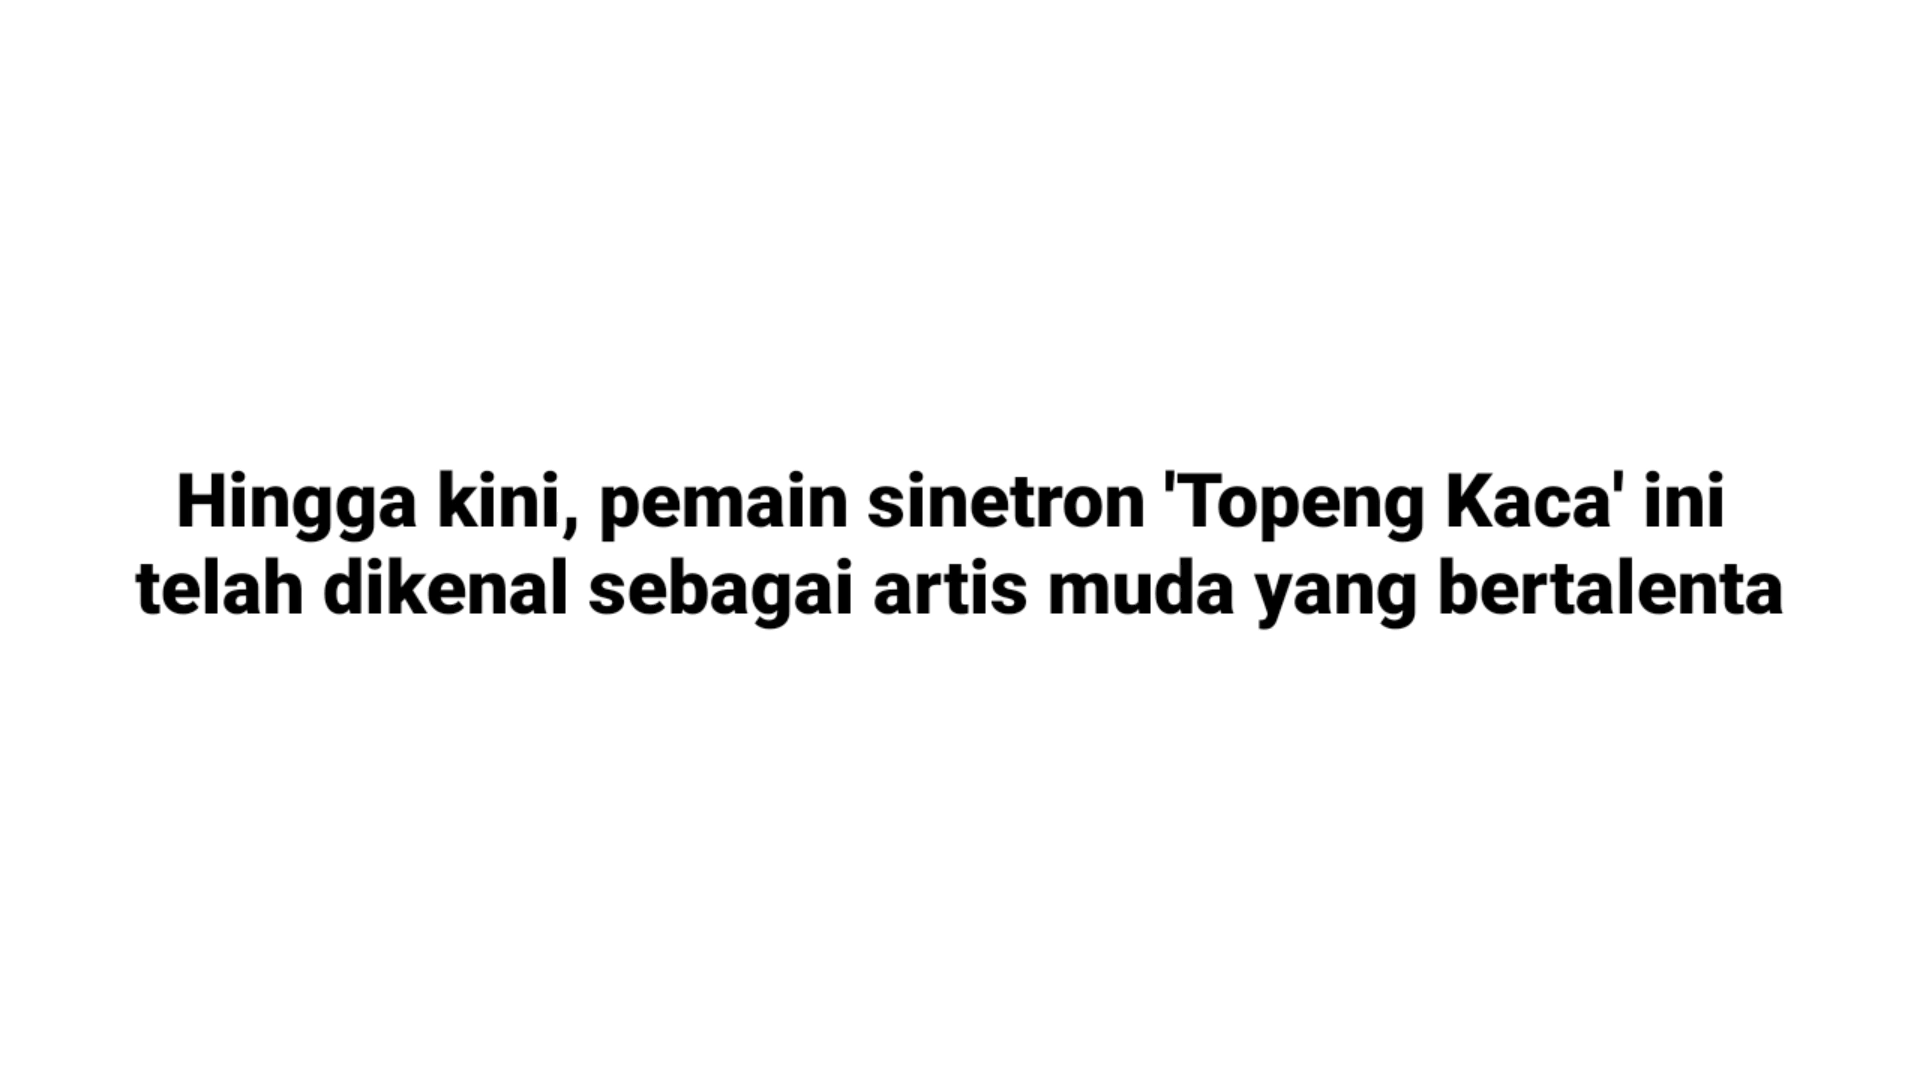 Hingga kini, pemain sinetron 'Topeng Kaca' ini
telah dikenal sebagai artis muda yang bertalenta